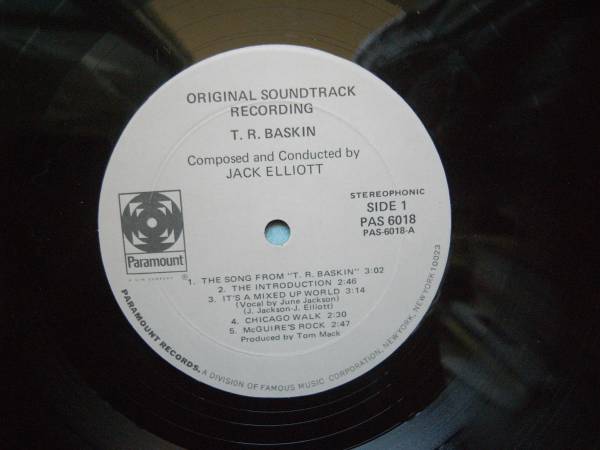 ORIGINAL SOUNDTRACK
RECORDING
T. R. BASKIN
Composed and Conducted by
JACK ELLIOTT
STEREOPHONIC
SIDE 1
PAS 6018
PAS-6018-A
Paramount
®
1. THE SONG FROM "T. R. BASKIN" 3:02
2. THE INTRODUCTION 2:46
3. IT'S A MIXED UP WORLD 3:14
(Vocal by June Jackson)
(J. Jackson-J. Elliott)
4. CHICAGO WALK 2:30
5. McGUIRE'S ROCK 2:47
Produced by Tom Mack
PARAMOUNT RECORDS, A DIVISION OF FAMOUS MUSIC CORPORATION, NEW YORK, NEW YORK 10023